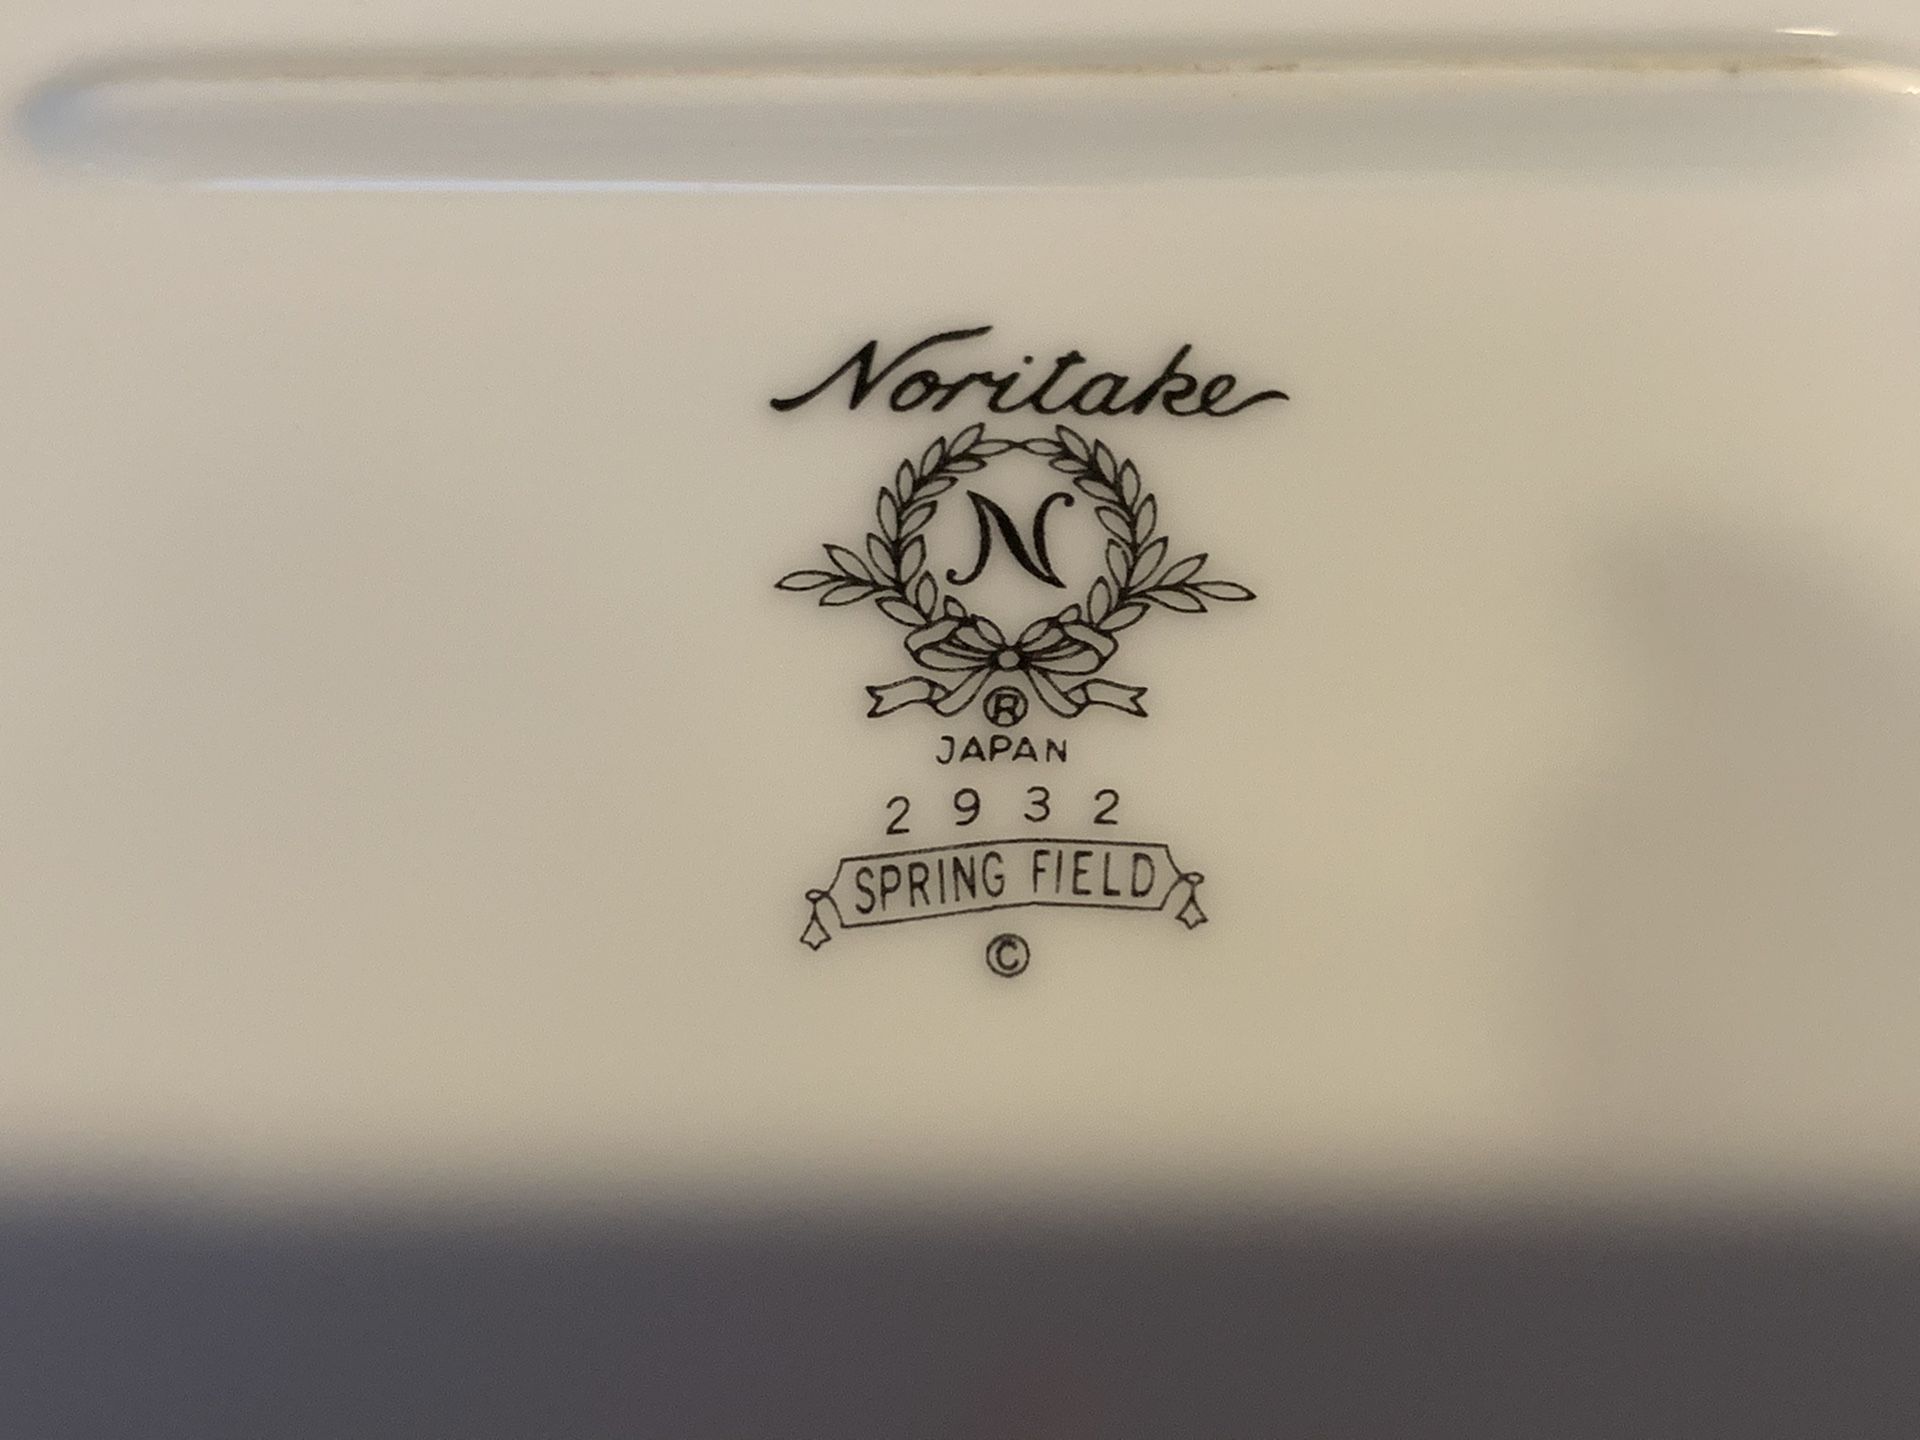 Noritake
N
®
JAPAN
2932
SPRING FIELD
©